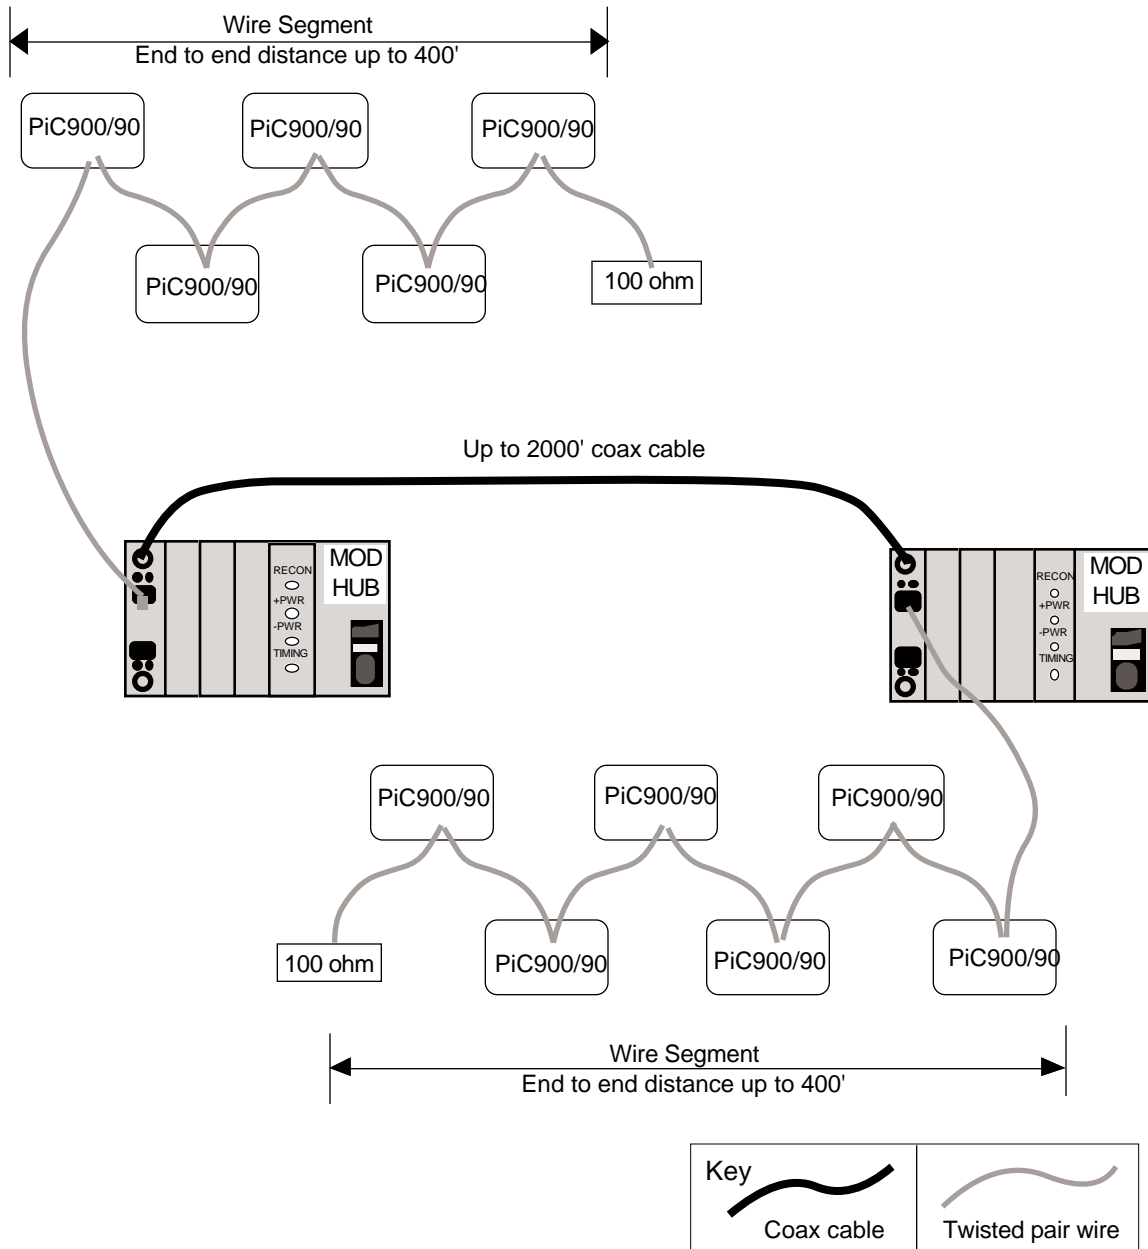 Wire Segment
End to end distance up to 400'
PiC900/90
PiC900/90
PiC900/90
PiC900/90
PiC900/90
100 ohm
Up to 2000' coax cable
RECON
+PWR
-PWR
TIMING
MOD
HUB
RECON
+PWR
-PWR
TIMING
MOD
HUB
PiC900/90
PiC900/90
PiC900/90
100 ohm
PiC900/90
PiC900/90
PiC900/90
Wire Segment
End to end distance up to 400'
Key
Coax cable
Twisted pair wire